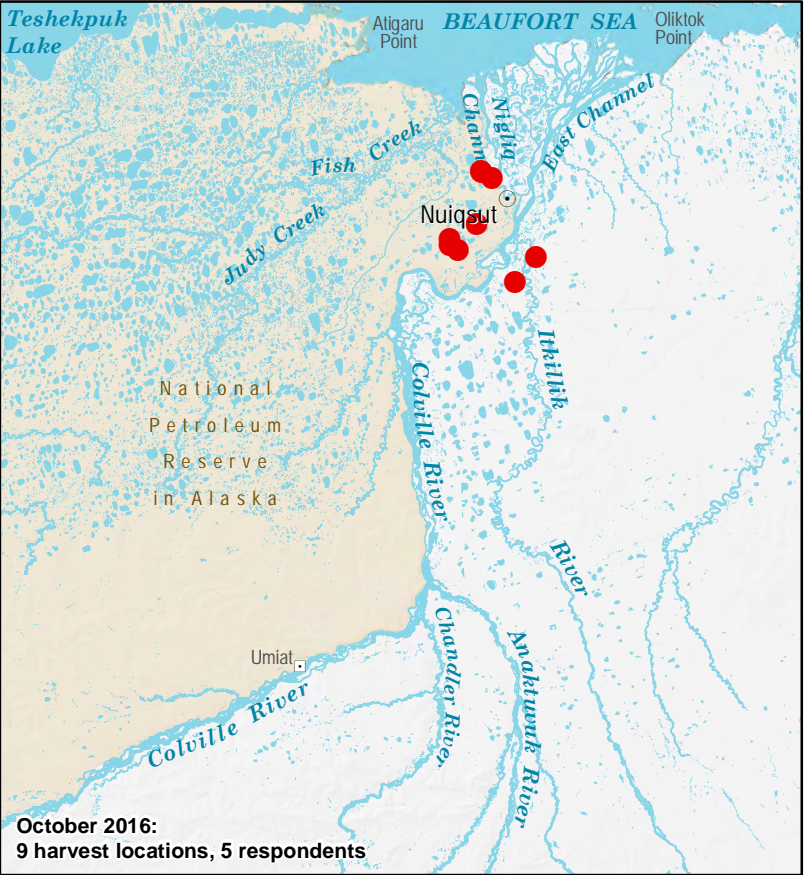 Teshekpuk
Lake
Atigaru
Point
BEAUFORT SEA
Oliktok
Point
Nigliq
Chann
East Channel
Fish Creek
Judy Creek
Nuiqsut
Itkillik
River
Colville River
National
Petroleum
Reserve
in Alaska
Umiat
Colville River
Chandler River
Anaktuvuk River
October 2016:
9 harvest locations, 5 respondents